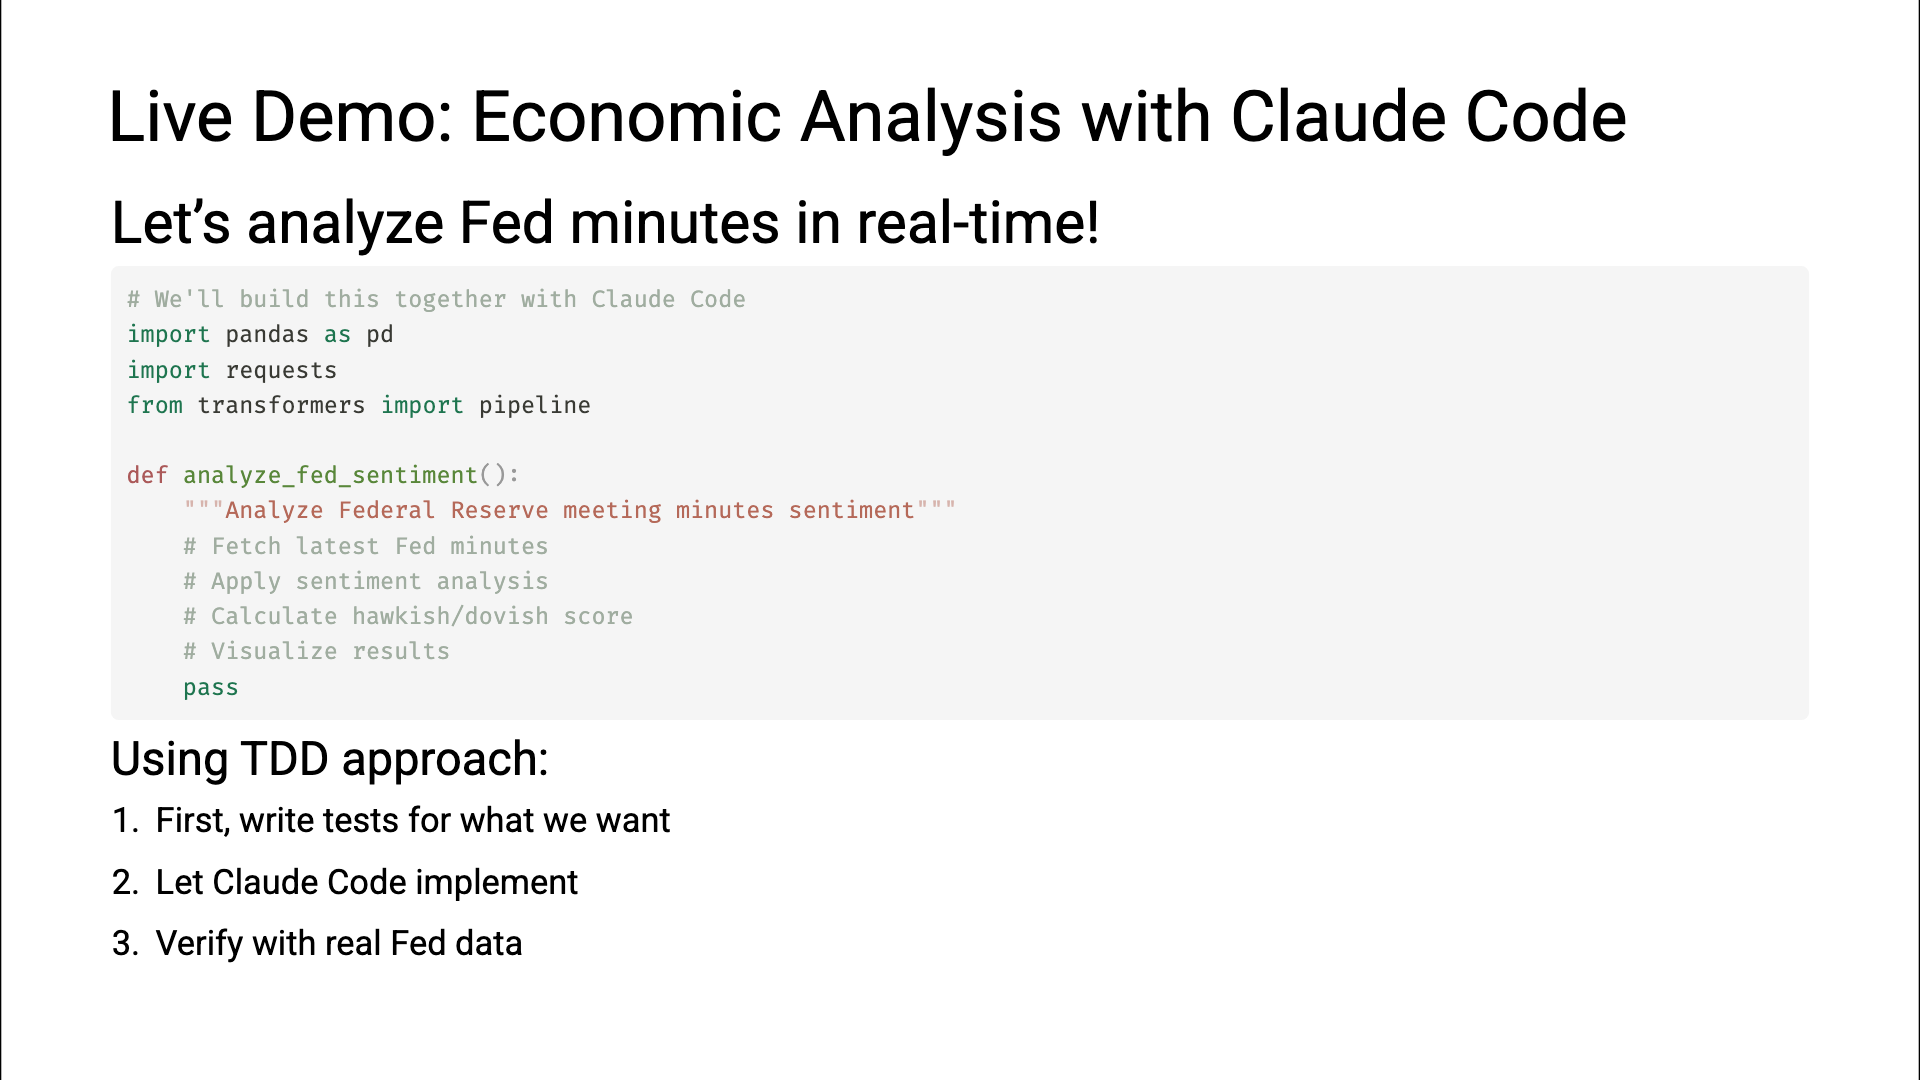 Live Demo: Economic Analysis with Claude Code
Let’s analyze Fed minutes in real-time!
# We'll build this together with Claude Code
import pandas as pd
import requests
from transformers import pipeline
def analyze_fed_sentiment():
    """Analyze Federal Reserve meeting minutes sentiment"""
    # Fetch latest Fed minutes
    # Apply sentiment analysis
    # Calculate hawkish/dovish score
    # Visualize results
    pass
Using TDD approach:
1. First, write tests for what we want
2. Let Claude Code implement
3. Verify with real Fed data